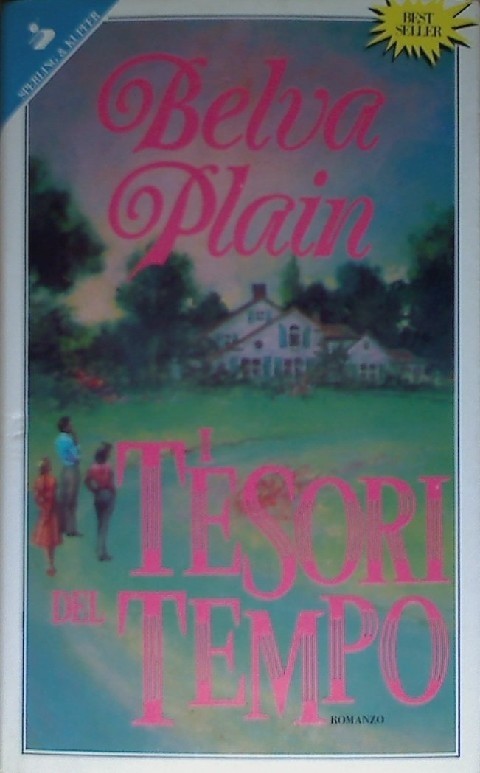 SPERLING & KUPFER
BEST
SELLER
Belva
Plain
I
TESORI
DEL TEMPO
ROMANZO